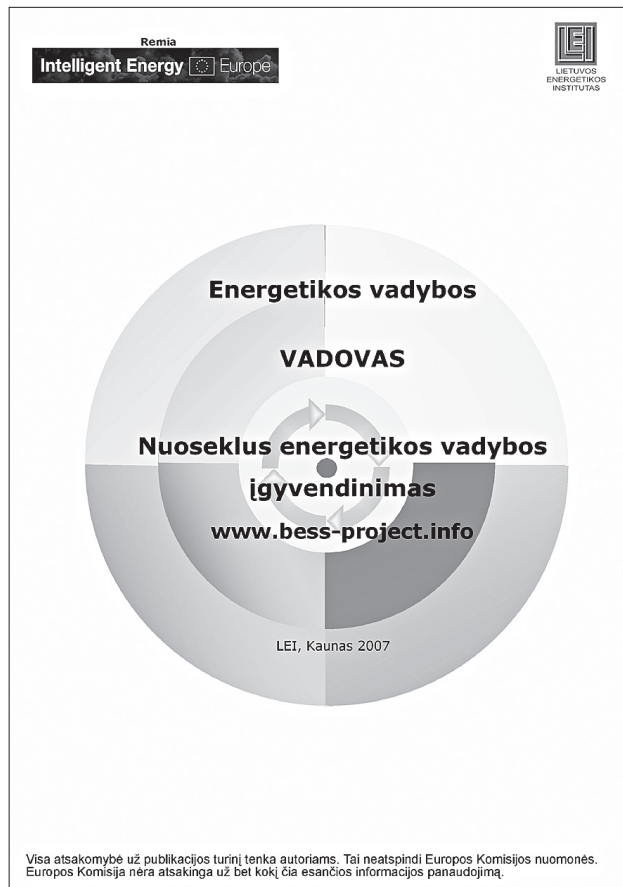 Remia
Intelligent Energy Europe
LEI
LIETUVOS
ENERGETIKOS
INSTITUTAS
Energetikos vadybos
VADOVAS
Nuoseklus energetikos vadybos
įgyvendinimas
www.bess-project.info
LEI, Kaunas 2007
Visa atsakomybė už publikacijos turinį tenka autoriams. Tai neatspindi Europos Komisijos nuomonės.
Europos Komisija nėra atsakinga už bet kokį čia esančios informacijos panaudojimą.